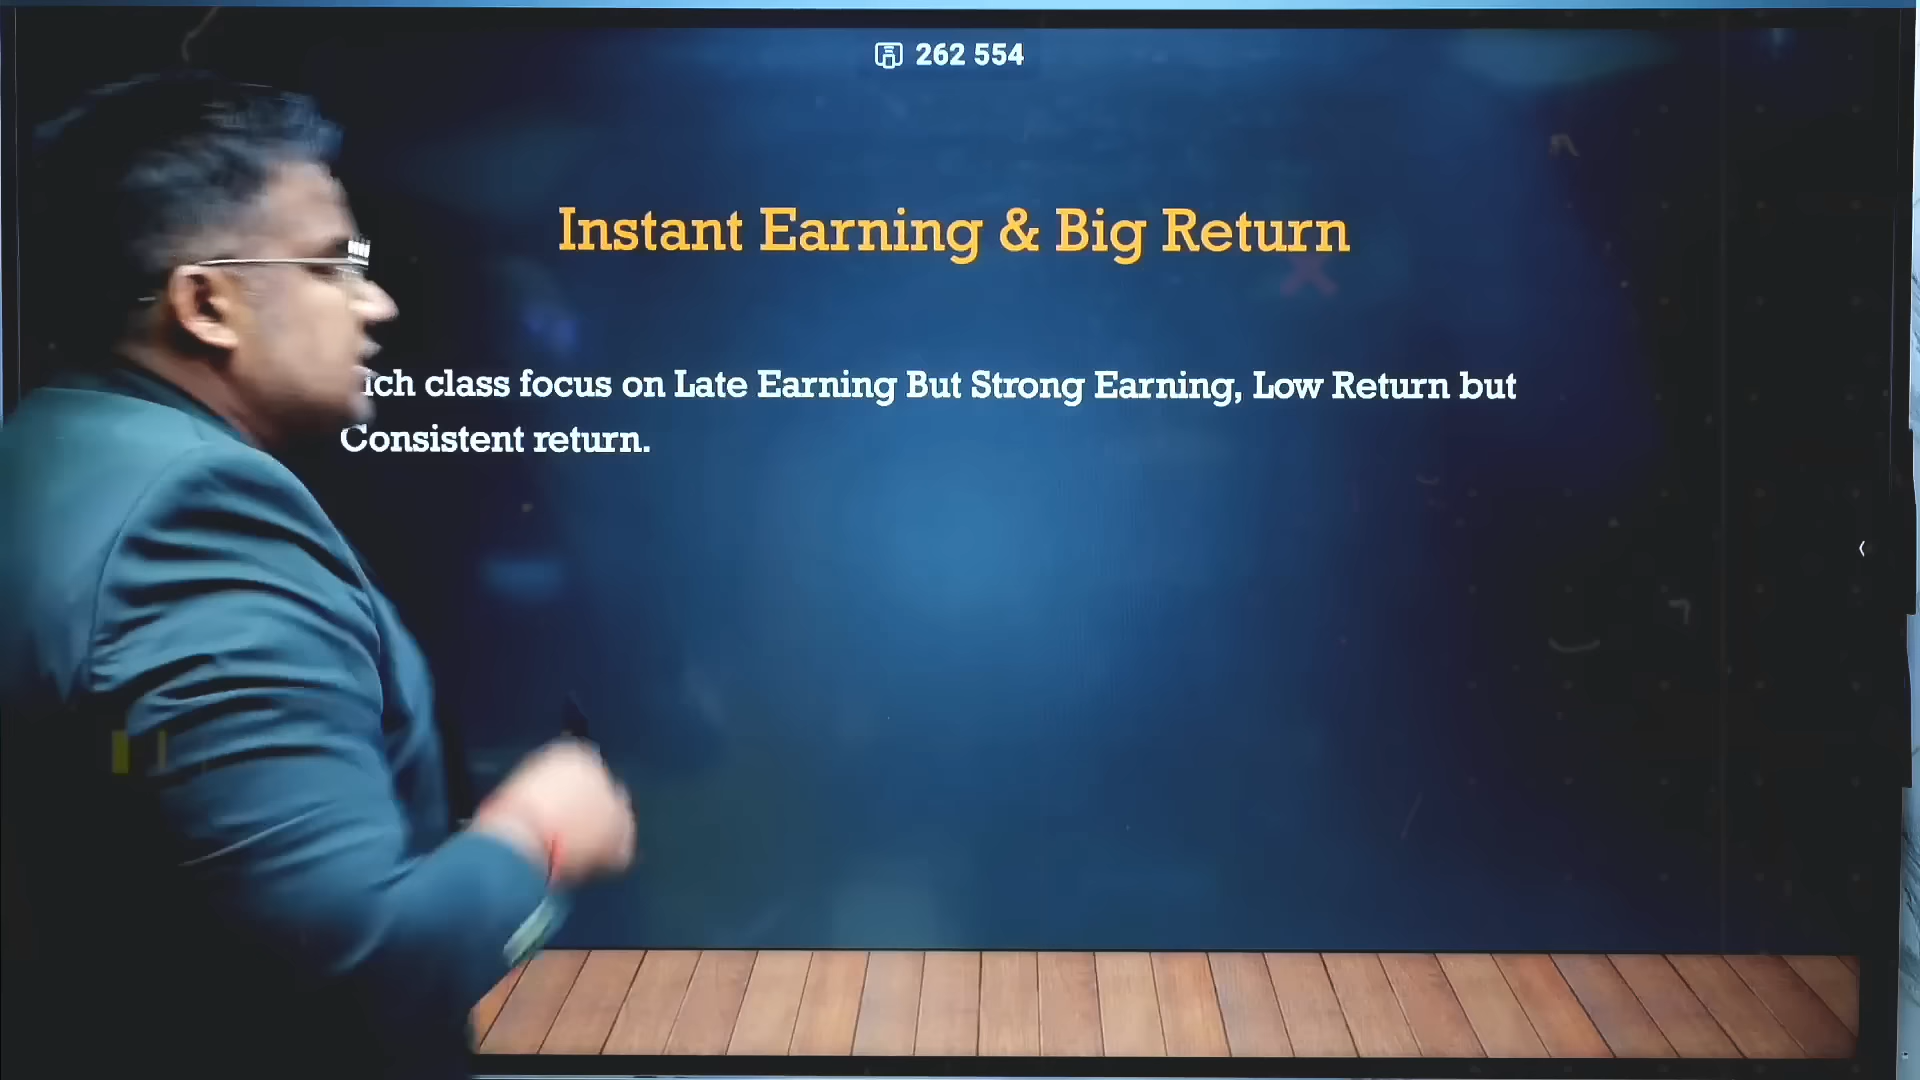 262 554
Instant Earning & Big Return
class focus on Late Earning But Strong Earning, Low Return but
Consistent return.